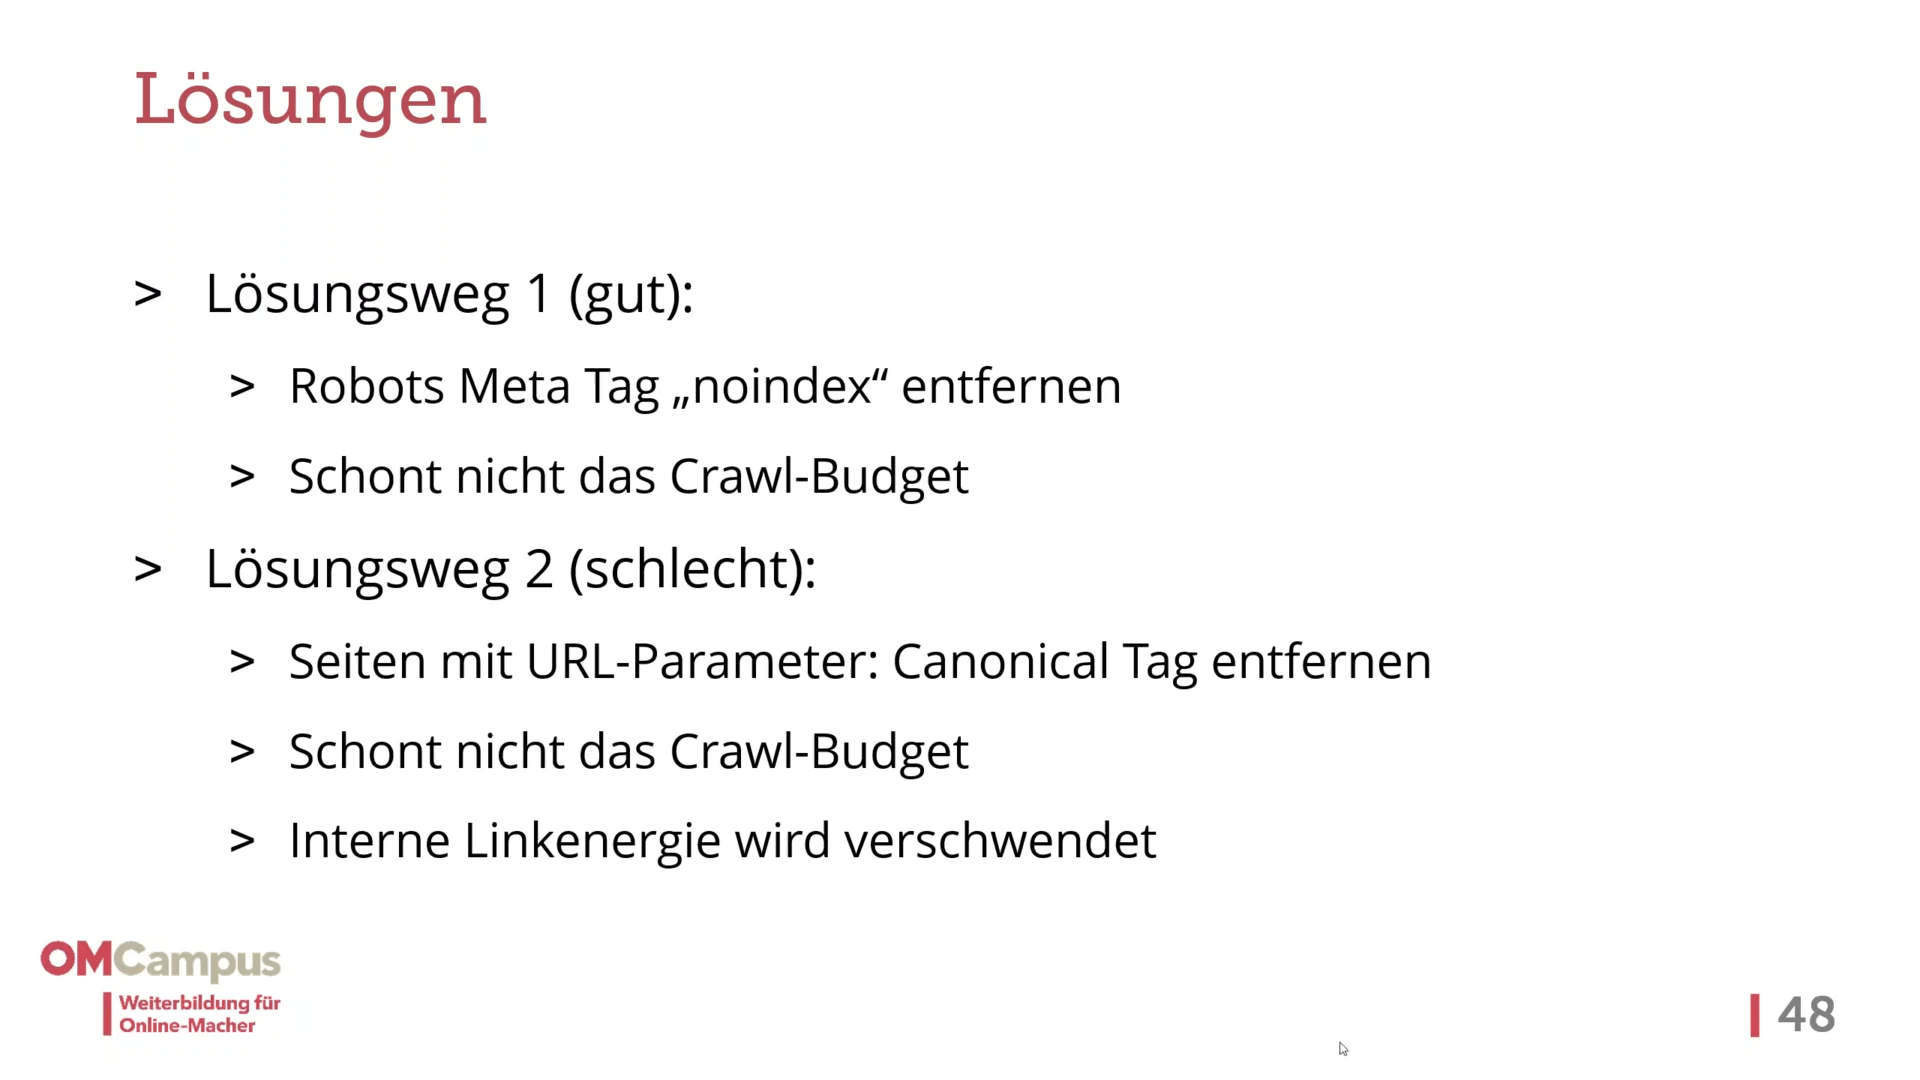 Lösungen
> Lösungsweg 1 (gut):
> Robots Meta Tag „noindex“ entfernen
> Schont nicht das Crawl-Budget
> Lösungsweg 2 (schlecht):
> Seiten mit URL-Parameter: Canonical Tag entfernen
> Schont nicht das Crawl-Budget
> Interne Linkenergie wird verschwendet
OMCampus
Weiterbildung für
Online-Macher
48